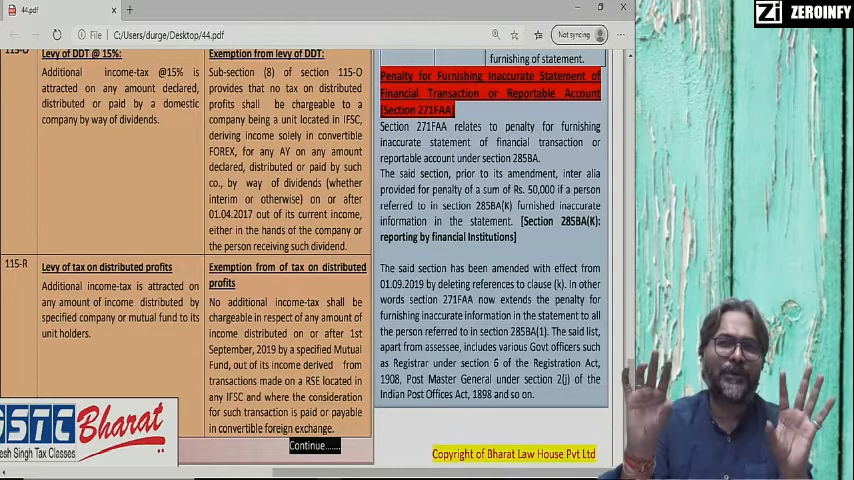 44.pdf
File
C:/Users/durge/Desktop/44.pdf
Not syncing
ZEROINFY
115-O
Levy of DDT @ 15%:
Additional income-tax @15% is
attracted on any amount declared,
distributed or paid by a domestic
company by way of dividends.
Exemption from levy of DDT:
Sub-section (8) of section 115-O
provides that no tax on distributed
profits shall be chargeable to a
company being a unit located in IFSC,
deriving income solely in convertible
FOREX, for any AY on any amount
declared, distributed or paid by such
co., by way of dividends (whether
interim or otherwise) on or after
01.04.2017 out of its current income,
either in the hands of the company or
the person receiving such dividend.
115-R
Levy of tax on distributed profits
Additional income-tax is attracted on
any amount of income distributed by
specified company or mutual fund to its
unit holders.
Exemption from of tax on distributed
profits
No additional income-tax shall be
chargeable in respect of any amount
of income distributed on or after 1st
September, 2019 by a specified Mutual
Fund, out of its income derived from
transactions made on a RSE located in
any IFSC and where the consideration
for such transaction is paid or payable
in convertible foreign exchange.
Continue.......
furnishing of statement.
Penalty for Furnishing Inaccurate Statement of
Financial Transaction or Reportable Account
[Section 271FAA]
Section 271FAA relates to penalty for furnishing
inaccurate statement of financial transaction or
reportable account under section 285BA.
The said section, prior to its amendment, inter alia
provided for penalty of a sum of Rs. 50,000 if a person
referred to in section 285BA(K) furnished inaccurate
information in the statement. [Section 285BA(K):
reporting by financial Institutions]
The said section has been amended with effect from
01.09.2019 by deleting references to clause (k). In other
words section 271FAA now extends the penalty for
furnishing inaccurate information in the statement to all
the person referred to in section 285BA(1). The said list,
apart from assessee, includes various Govt officers such
as Registrar under section 6 of the Registration Act,
1908, Post Master General under section 2(j) of the
Indian Post Offices Act, 1898 and so on.
Copyright of Bharat Law House Pvt Ltd
GSTC Bharat
esh Singh Tax Classes